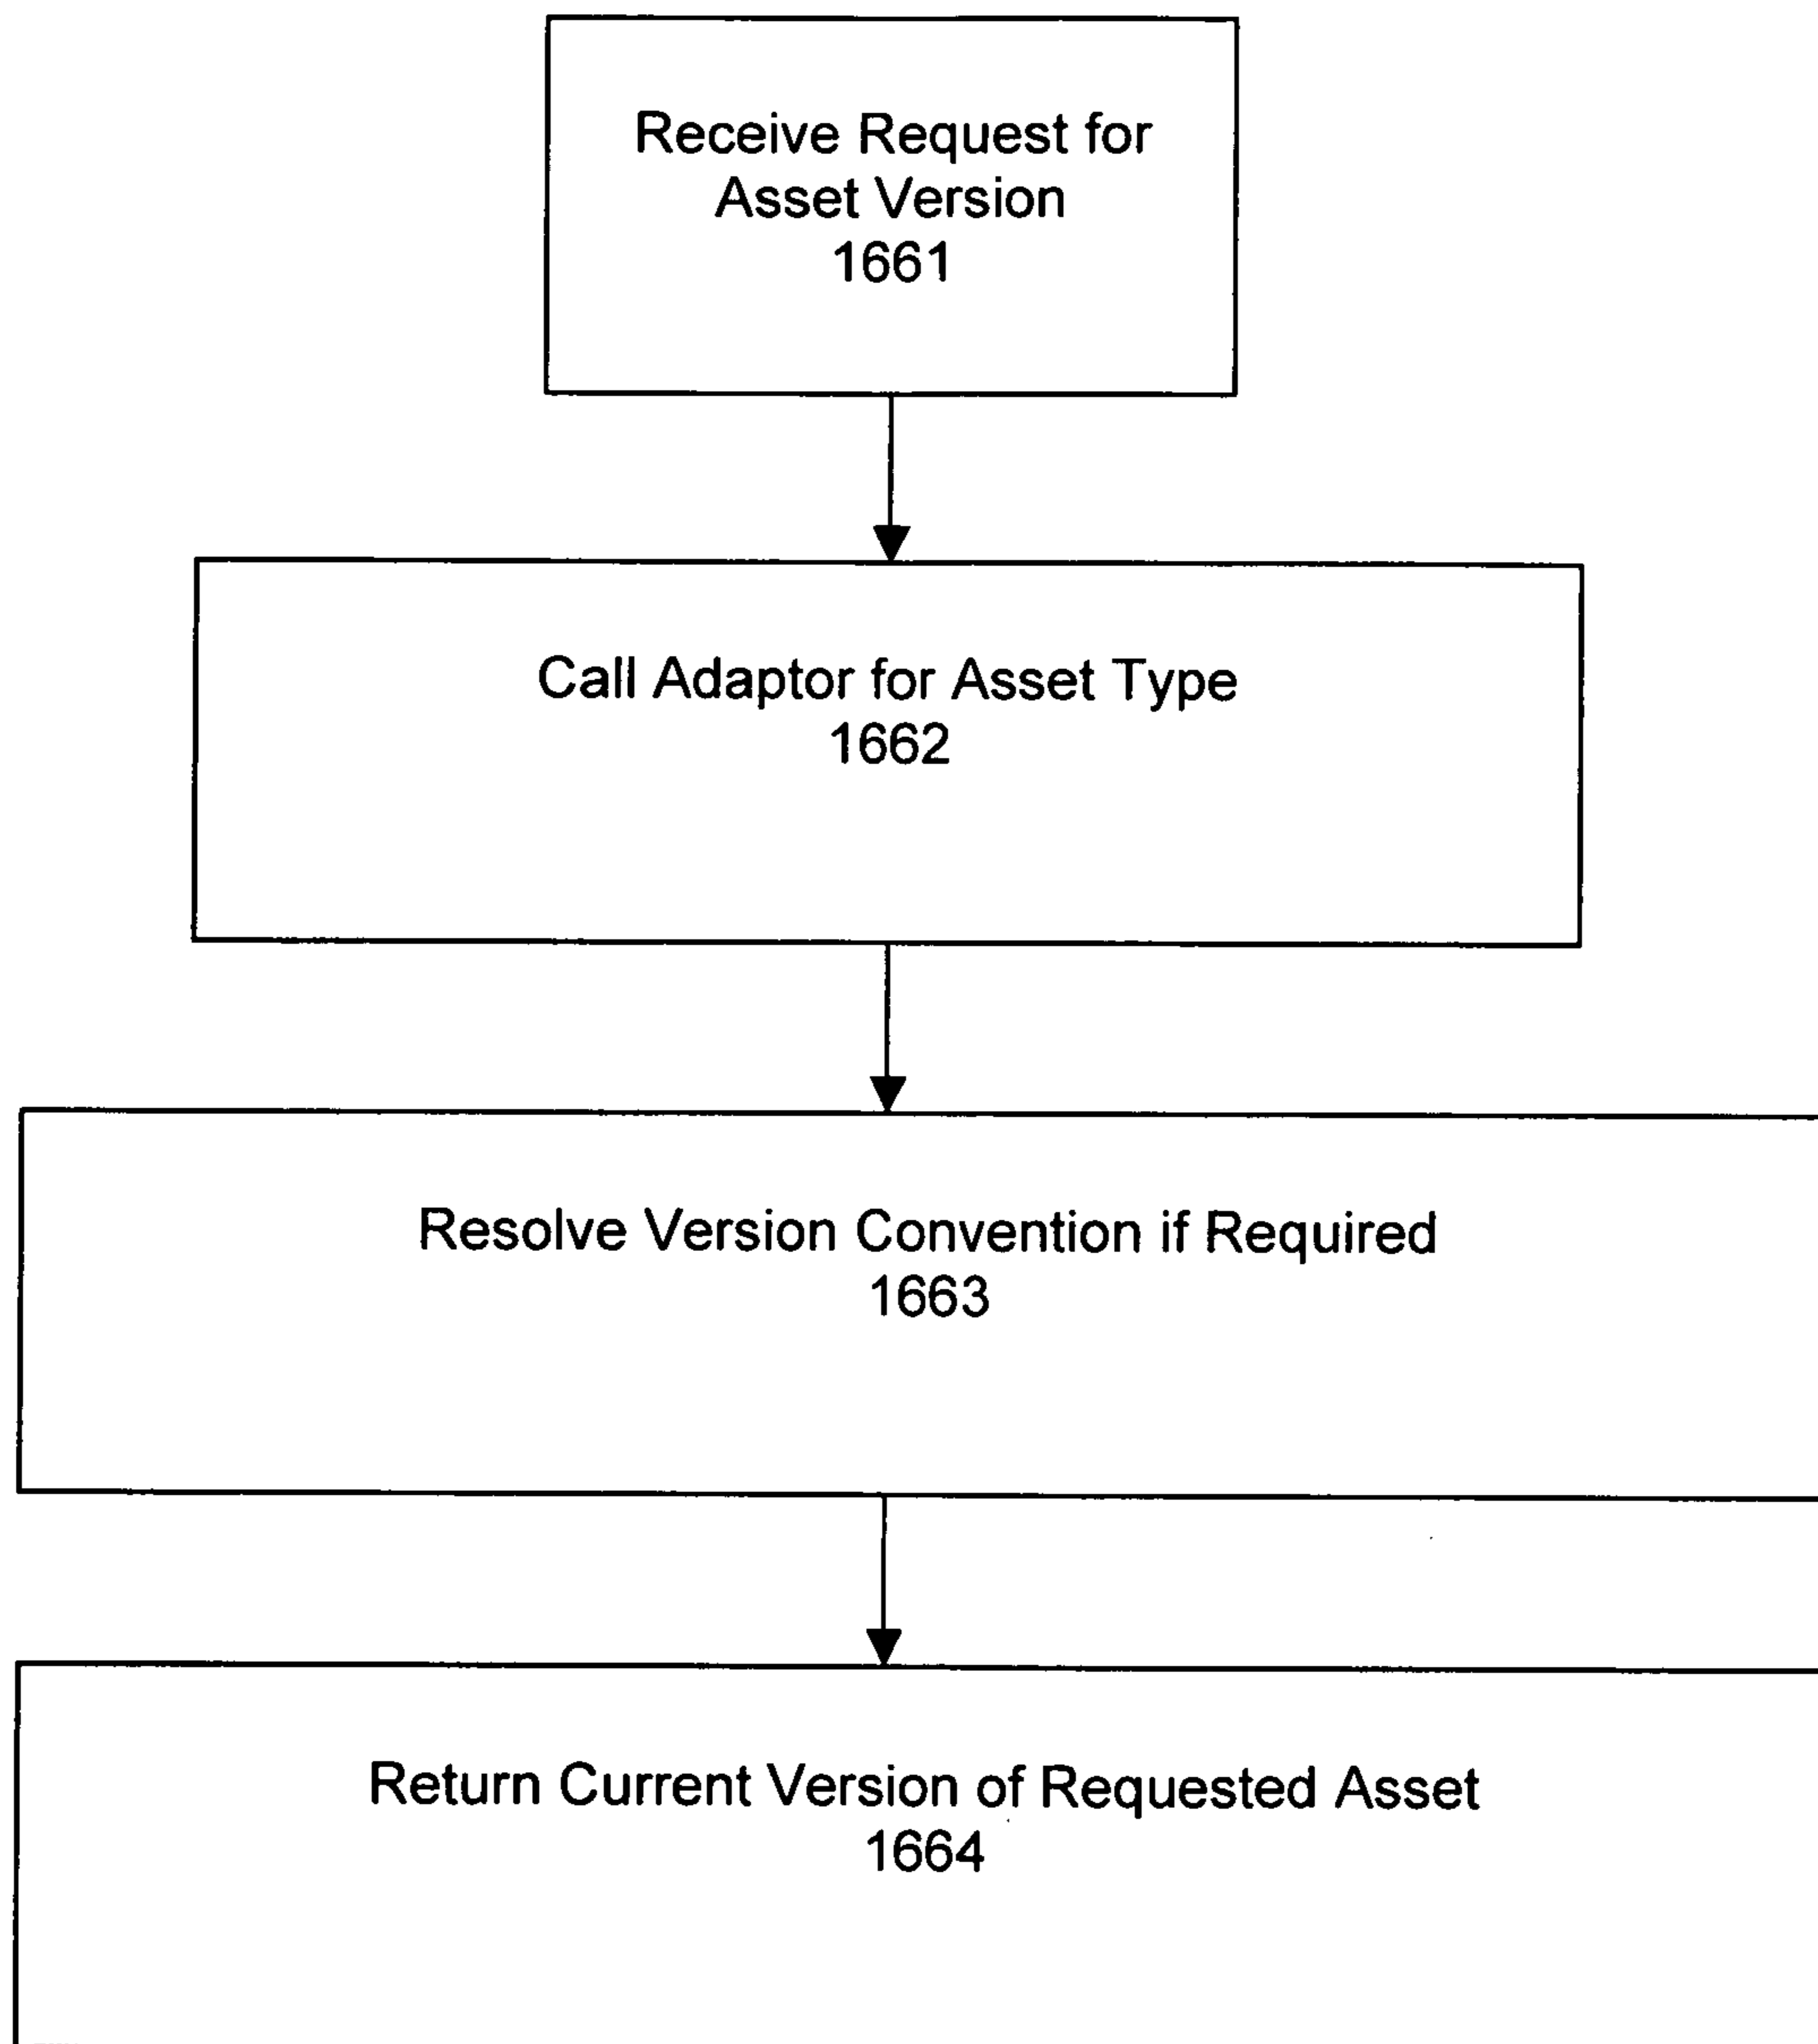 Receive Request for
Asset Version
1661
Call Adaptor for Asset Type
1662
Resolve Version Convention if Required
1663
Return Current Version of Requested Asset
1664